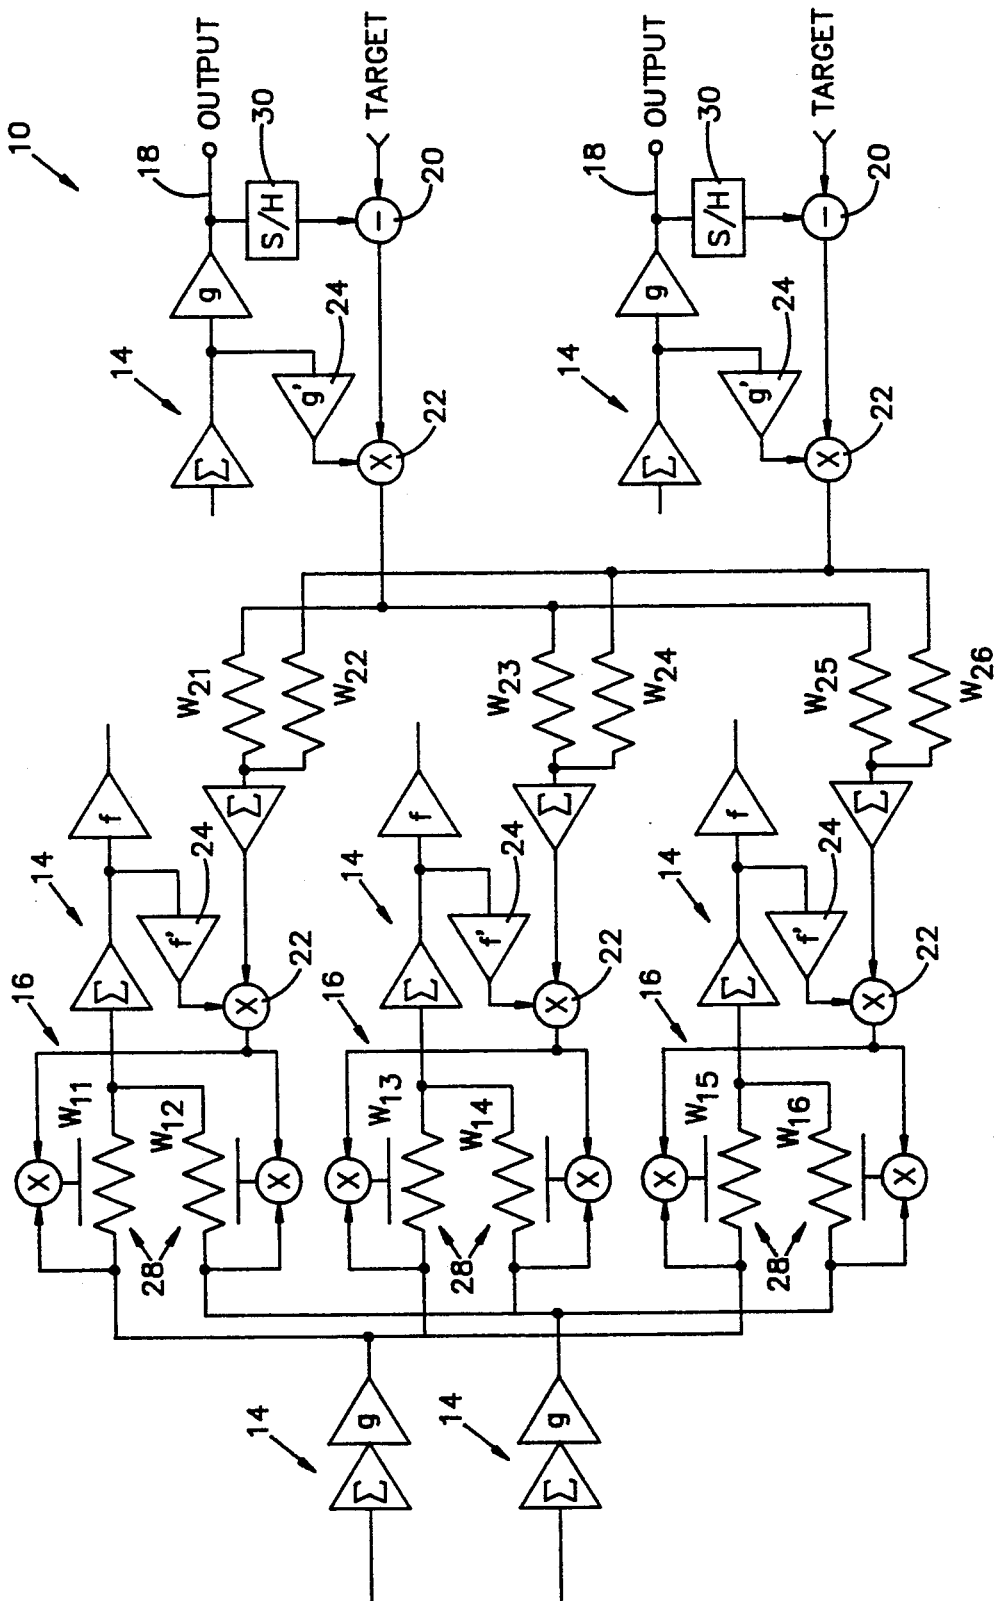 10
OUTPUT
18
30
S/H
TARGET
20
−
g
14
Σ
g'
24
X
22
OUTPUT
18
30
S/H
TARGET
20
−
g
14
Σ
g'
24
X
22
W21
W22
W23
W24
W25
W26
f
14
Σ
f'
24
Σ
X
22
16
X
W11
W12
X
28
f
14
Σ
f'
24
Σ
X
22
16
X
W13
W14
X
28
f
14
Σ
f'
24
Σ
X
22
16
X
W15
W16
X
28
14
Σ
g
14
Σ
g